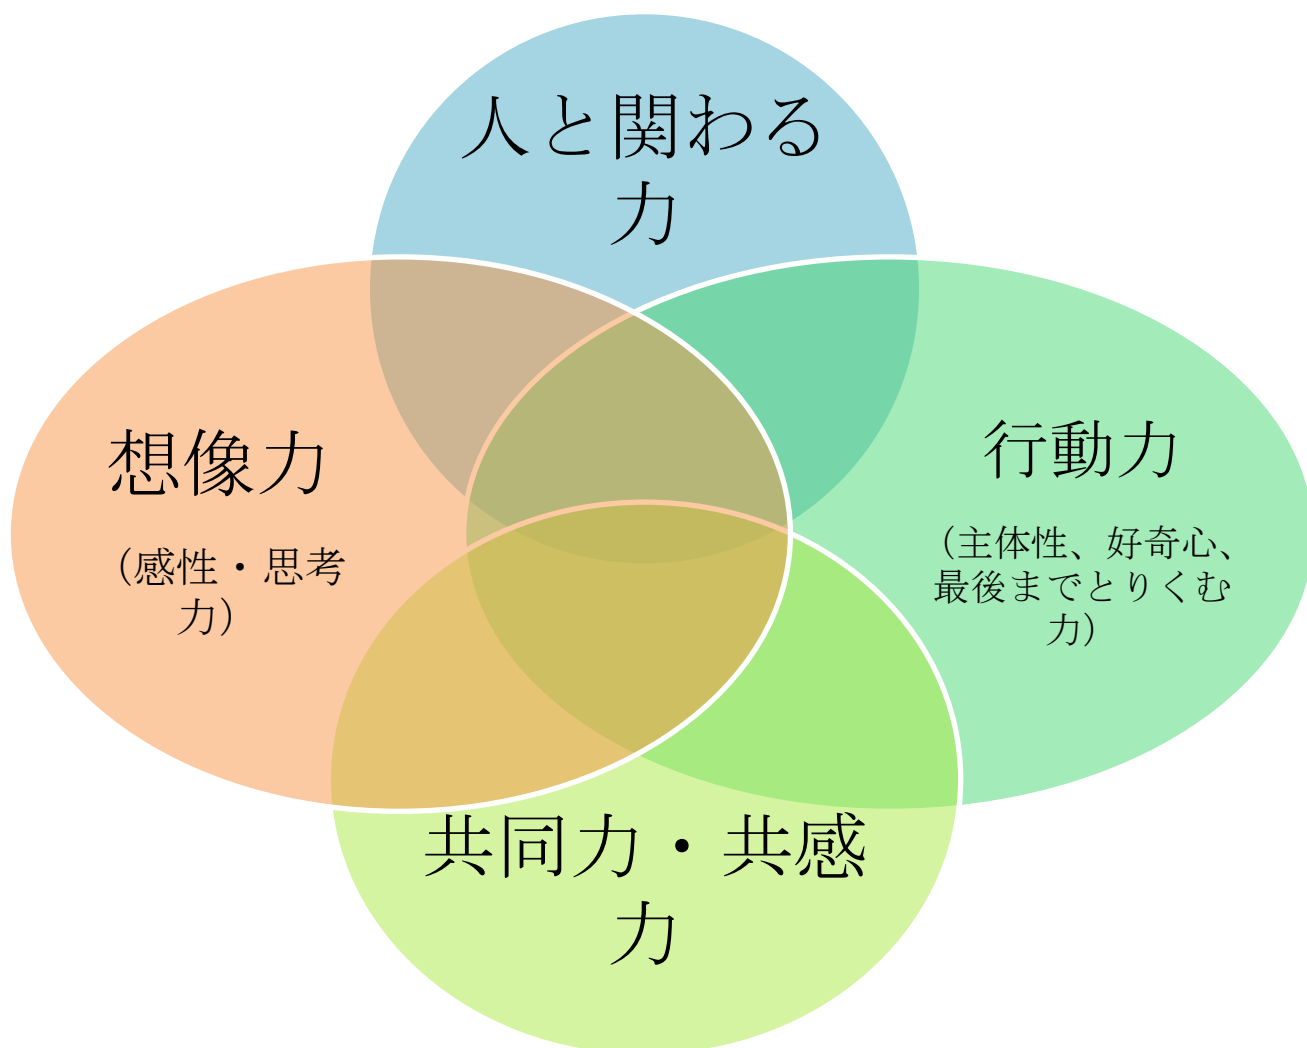 人と関わる
力
想像力
（感性・思考
力）
行動力
（主体性、好奇心、
最後までとりくむ
力）
共同力・共感
力